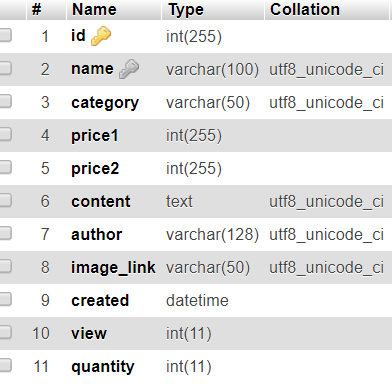 # Name Type Collation
1 id int(255)
2 name varchar(100) utf8_unicode_ci
3 category varchar(50) utf8_unicode_ci
4 price1 int(255)
5 price2 int(255)
6 content text utf8_unicode_ci
7 author varchar(128) utf8_unicode_ci
8 image_link varchar(50) utf8_unicode_ci
9 created datetime
10 view int(11)
11 quantity int(11)